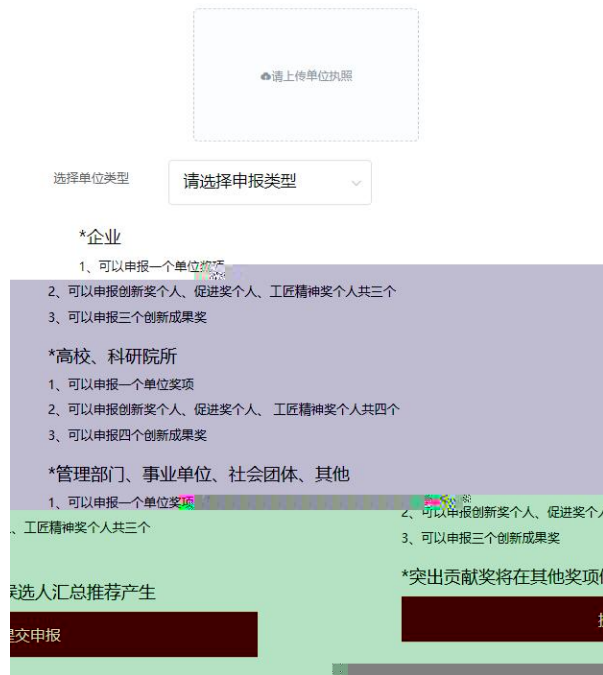 请上传单位执照
选择单位类型
请选择申报类型
*企业
1、可以申报一个单位奖项
2、可以申报创新奖个人、促进奖个人、工匠精神奖个人共三个
3、可以申报三个创新成果奖
*高校、科研院所
1、可以申报一个单位奖项
2、可以申报创新奖个人、促进奖个人、 工匠精神奖个人共四个
3、可以申报四个创新成果奖
*管理部门、事业单位、社会团体、其他
1、可以申报一个单位奖项
2、可以申报创新奖个人、促进奖个人
、工匠精神奖个人共三个
3、可以申报三个创新成果奖
*突出贡献奖将在其他奖项
候选人汇总推荐产生
提交申报